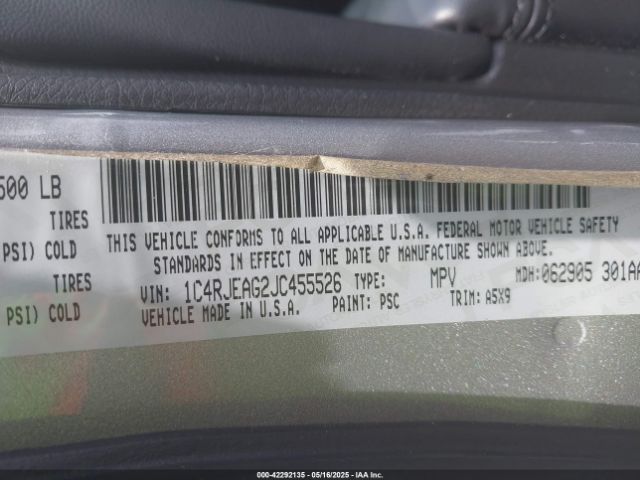 500 LB
TIRES
PSI) COLD
TIRES
PSI) COLD
THIS VEHICLE CONFORMS TO ALL APPLICABLE U.S.A. FEDERAL MOTOR VEHICLE SAFETY
STANDARDS IN EFFECT ON THE DATE OF MANUFACTURE SHOWN ABOVE.
VIN: 1C4RJEAG2JC455526 TYPE: MPV MDH:062905 301AA
VEHICLE MADE IN U.S.A. PAINT: PSC TRIM: A5X9
000-42292135 - 05/16/2025 - IAA Inc.